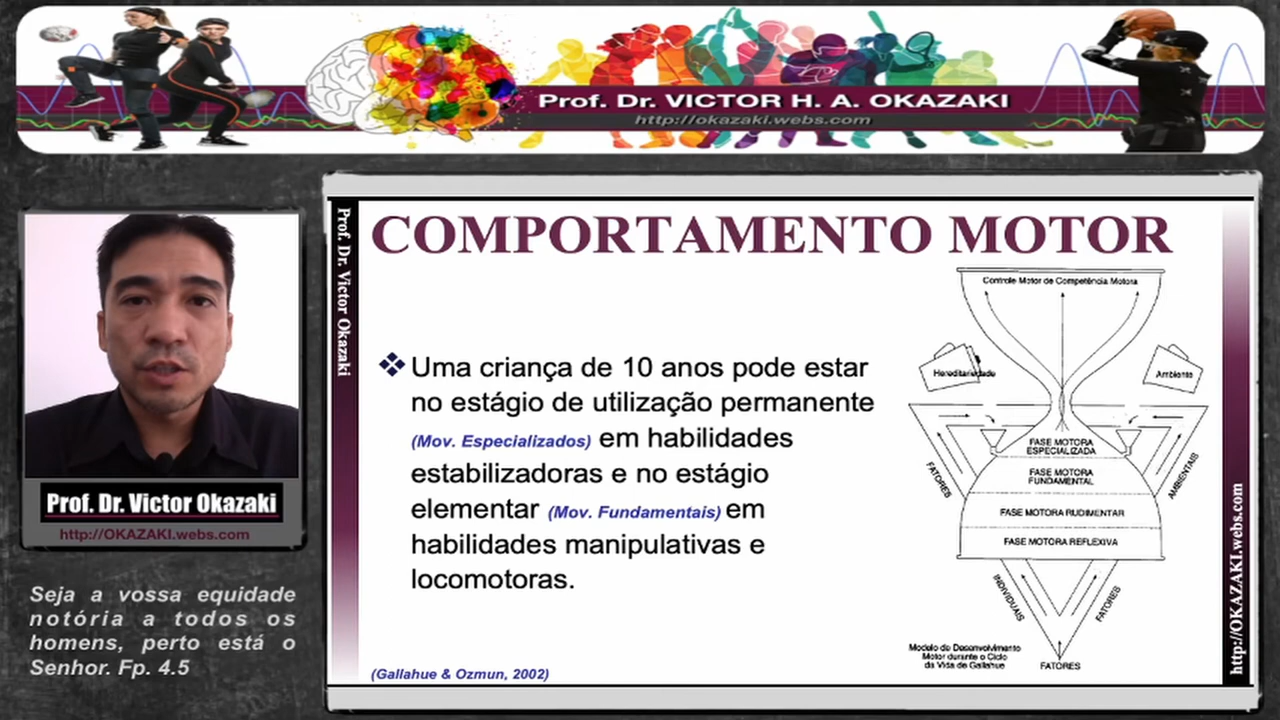 Prof. Dr. VICTOR H. A. OKAZAKI
http://okazaki.webs.com
Prof. Dr. Victor Okazaki
http://OKAZAKI.webs.com
Seja a vossa equidade
notória a todos os
homens, perto está o
Senhor. Fp. 4.5
Prof. Dr. Victor Okazaki
COMPORTAMENTO MOTOR
❖ Uma criança de 10 anos pode estar
no estágio de utilização permanente
(Mov. Especializados) em habilidades
estabilizadoras e no estágio
elementar (Mov. Fundamentais) em
habilidades manipulativas e
locomotoras.
(Gallahue & Ozmun, 2002)
Controle Motor de Competência Motora
Hereditariedade
Ambiente
FASE MOTORA
ESPECIALIZADA
FASE MOTORA
FUNDAMENTAL
FASE MOTORA RUDIMENTAR
FASE MOTORA REFLEXIVA
FATORES
AMBIENTAIS
INDIVIDUAIS
FATORES
FATORES
Modelo de Desenvolvimento
Motor durante o Ciclo
da Vida de Gallahue
http://OKAZAKI.webs.com